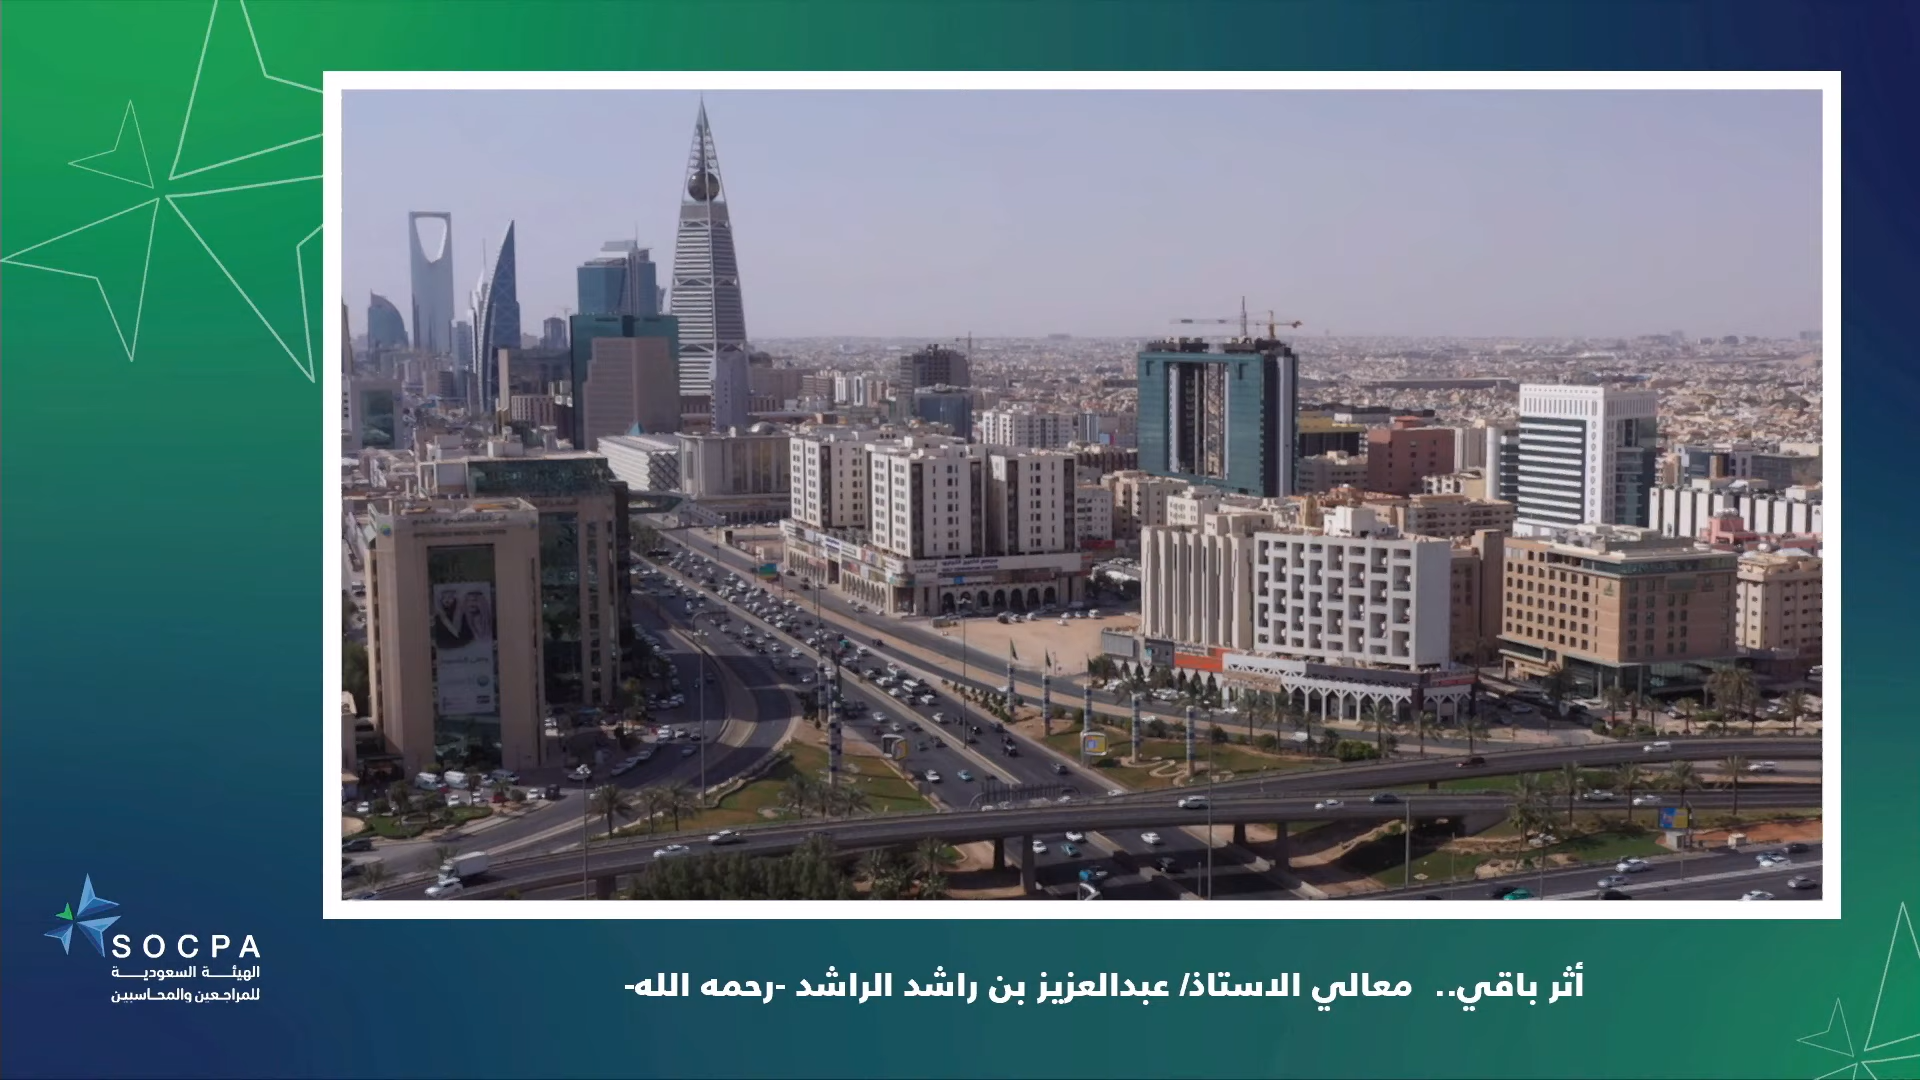 SOCPA
الهيئة السعودية
للمراجعين والمحاسبين
أثر باقي.. معالي الاستاذ/ عبدالعزيز بن راشد الراشد -رحمه الله-